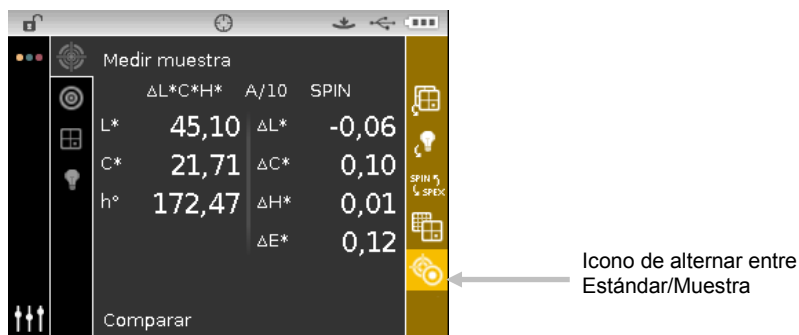 Medir muestra
ΔL*C*H* A/10 SPIN
L* 45,10 ΔL* -0,06
C* 21,71 ΔC* 0,10
h° 172,47 ΔH* 0,01
ΔE* 0,12
Comparar
SPIN
SPEX
Icono de alternar entre
Estándar/Muestra